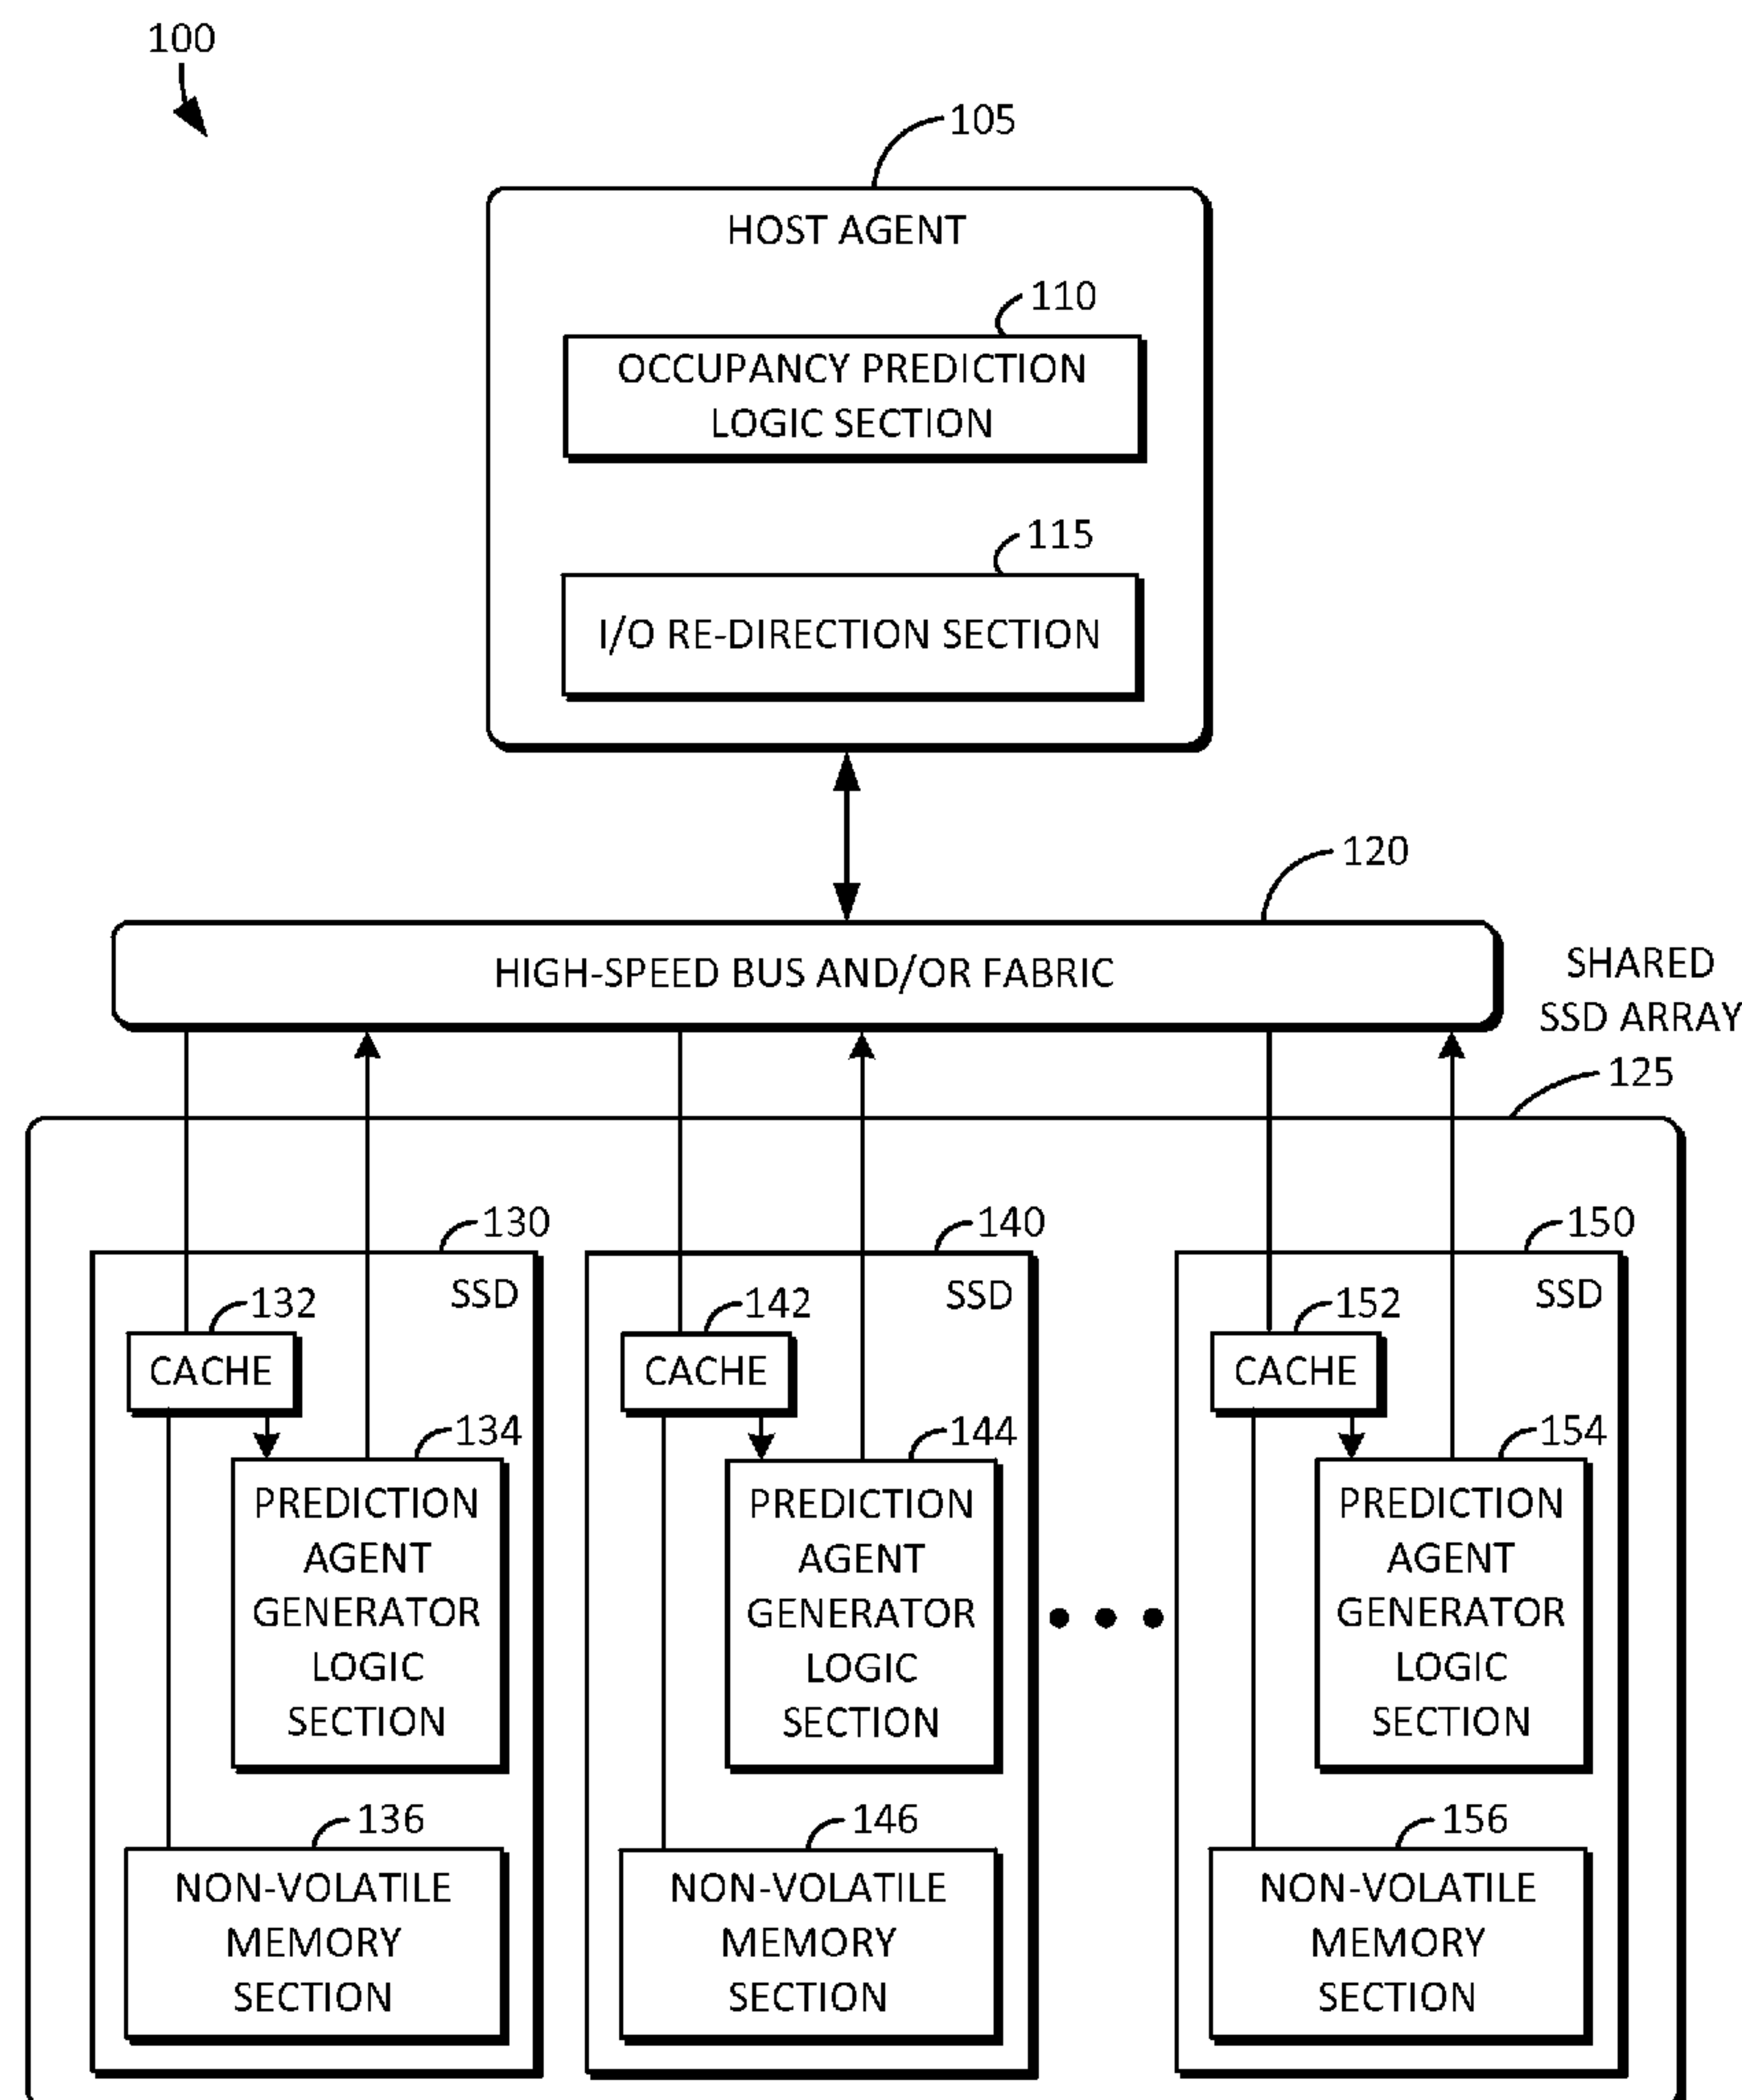 100
105
HOST AGENT
110
OCCUPANCY PREDICTION
LOGIC SECTION
115
I/O RE-DIRECTION SECTION
120
HIGH-SPEED BUS AND/OR FABRIC
SHARED
SSD ARRAY
125
130
SSD
132
CACHE
134
PREDICTION
AGENT
GENERATOR
LOGIC
SECTION
136
NON-VOLATILE
MEMORY
SECTION
140
SSD
142
CACHE
144
PREDICTION
AGENT
GENERATOR
LOGIC
SECTION
146
NON-VOLATILE
MEMORY
SECTION
150
SSD
152
CACHE
154
PREDICTION
AGENT
GENERATOR
LOGIC
SECTION
156
NON-VOLATILE
MEMORY
SECTION